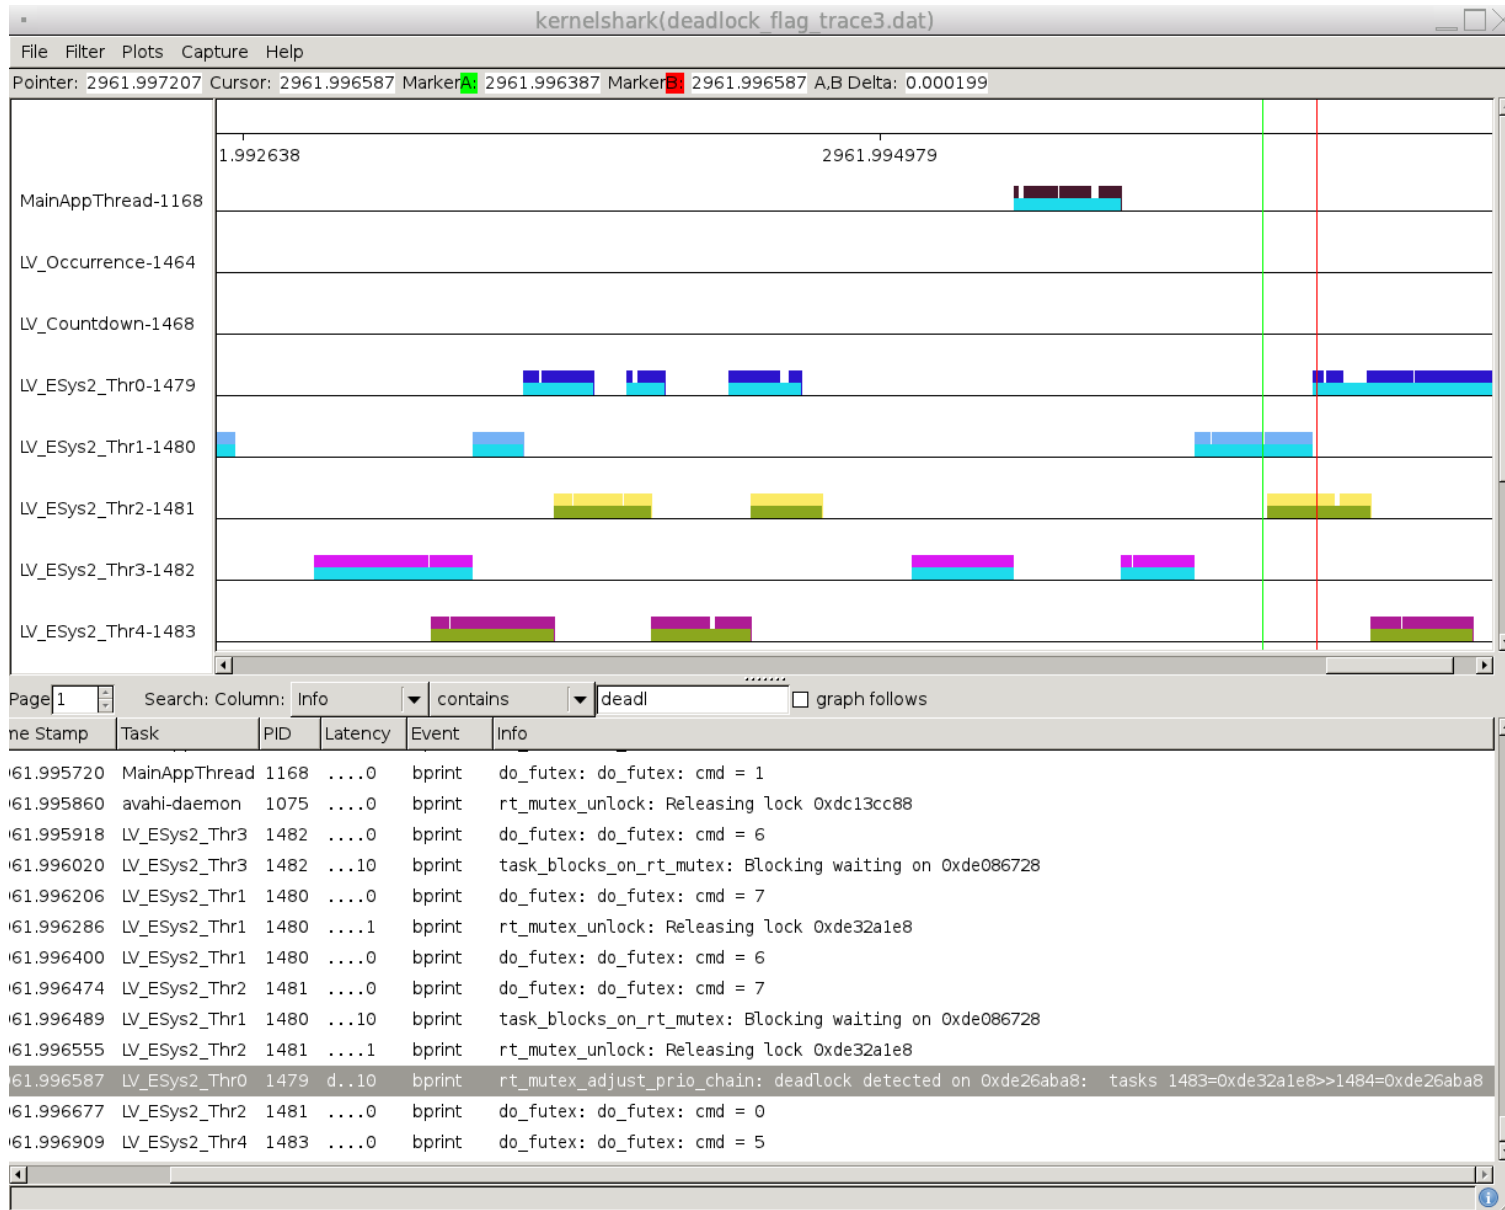 kernelshark(deadlock_flag_trace3.dat)
File Filter Plots Capture Help
Pointer: 2961.997207 Cursor: 2961.996587 MarkerA: 2961.996387 MarkerB: 2961.996587 A,B Delta: 0.000199
1.992638 2961.994979
MainAppThread-1168
LV_Occurrence-1464
LV_Countdown-1468
LV_ESys2_Thr0-1479
LV_ESys2_Thr1-1480
LV_ESys2_Thr2-1481
LV_ESys2_Thr3-1482
LV_ESys2_Thr4-1483
Page 1 Search: Column: Info contains deadl graph follows
me Stamp Task PID Latency Event Info
61.995720 MainAppThread 1168 ....0 bprint do_futex: do_futex: cmd = 1
61.995860 avahi-daemon 1075 ....0 bprint rt_mutex_unlock: Releasing lock 0xdc13cc88
61.995918 LV_ESys2_Thr3 1482 ....0 bprint do_futex: do_futex: cmd = 6
61.996020 LV_ESys2_Thr3 1482 ...10 bprint task_blocks_on_rt_mutex: Blocking waiting on 0xde086728
61.996206 LV_ESys2_Thr1 1480 ....0 bprint do_futex: do_futex: cmd = 7
61.996286 LV_ESys2_Thr1 1480 ....1 bprint rt_mutex_unlock: Releasing lock 0xde32a1e8
61.996400 LV_ESys2_Thr1 1480 ....0 bprint do_futex: do_futex: cmd = 6
61.996474 LV_ESys2_Thr2 1481 ....0 bprint do_futex: do_futex: cmd = 7
61.996489 LV_ESys2_Thr1 1480 ...10 bprint task_blocks_on_rt_mutex: Blocking waiting on 0xde086728
61.996555 LV_ESys2_Thr2 1481 ....1 bprint rt_mutex_unlock: Releasing lock 0xde32a1e8
61.996587 LV_ESys2_Thr0 1479 d..10 bprint rt_mutex_adjust_prio_chain: deadlock detected on 0xde26aba8: tasks 1483=0xde32a1e8>>1484=0xde26aba8
61.996677 LV_ESys2_Thr2 1481 ....0 bprint do_futex: do_futex: cmd = 0
61.996909 LV_ESys2_Thr4 1483 ....0 bprint do_futex: do_futex: cmd = 5